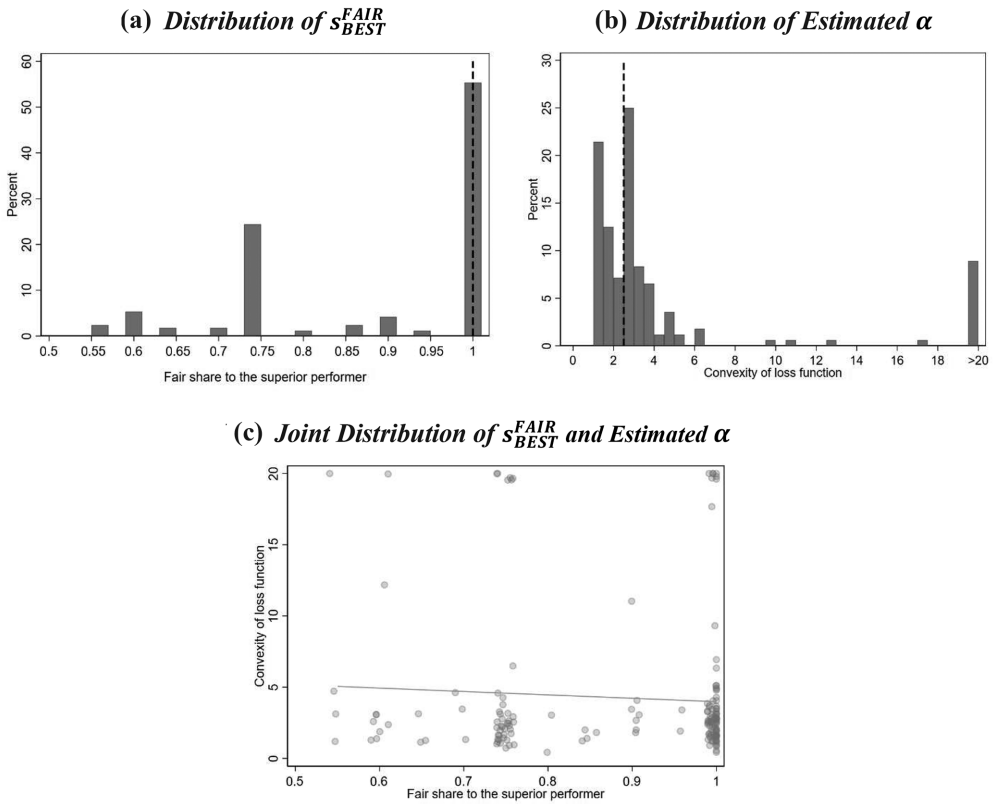 (a) Distribution of s_BEST^FAIR
60
50
40
30
20
10
0
Percent
0.5 0.55 0.6 0.65 0.7 0.75 0.8 0.85 0.9 0.95 1
Fair share to the superior performer
(b) Distribution of Estimated α
30
25
20
15
10
5
0
Percent
0 2 4 6 8 10 12 14 16 18 >20
Convexity of loss function
(c) Joint Distribution of s_BEST^FAIR and Estimated α
20
15
10
5
0
Convexity of loss function
0.5 0.6 0.7 0.8 0.9 1
Fair share to the superior performer